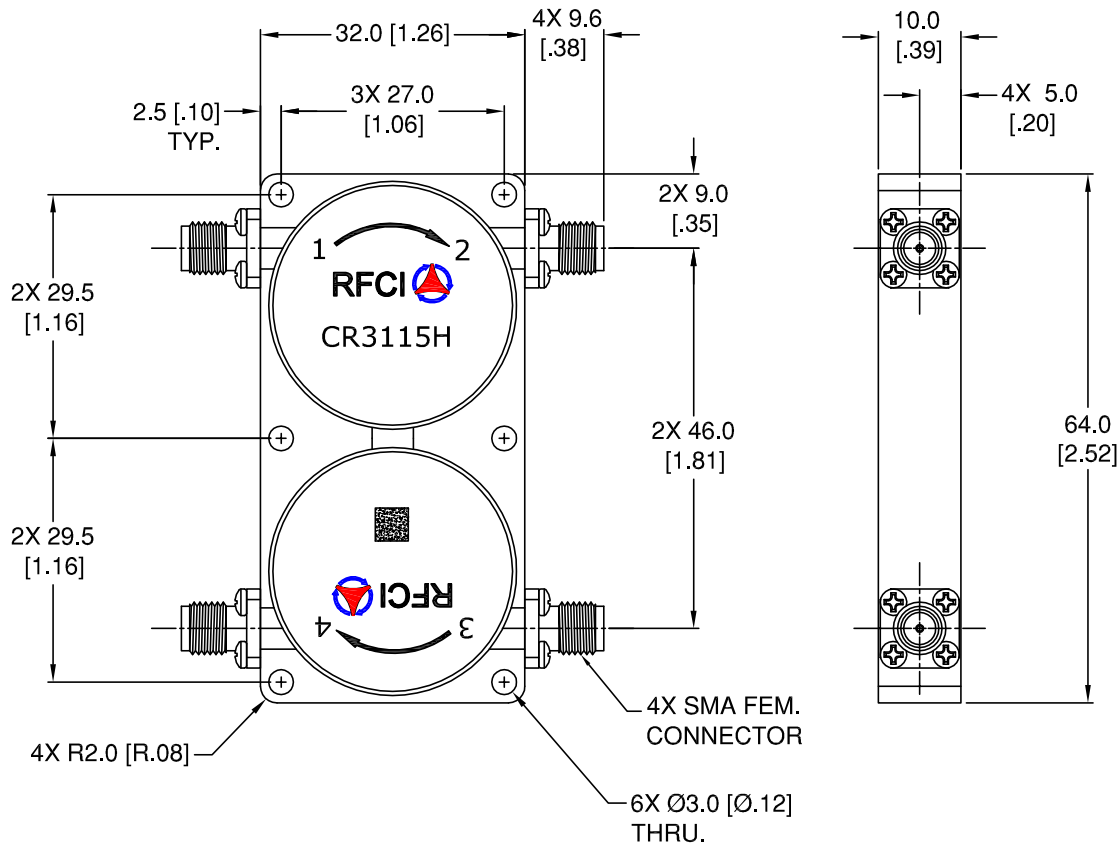 32.0 [1.26]
4X 9.6
[.38]
10.0
[.39]
2.5 [.10]
TYP.
3X 27.0
[1.06]
4X 5.0
[.20]
2X 9.0
[.35]
1
2
RFCI
CR3115H
2X 29.5
[1.16]
2X 46.0
[1.81]
64.0
[2.52]
2X 29.5
[1.16]
RFCI
4
3
4X SMA FEM.
CONNECTOR
4X R2.0 [R.08]
6X Ø3.0 [Ø.12]
THRU.